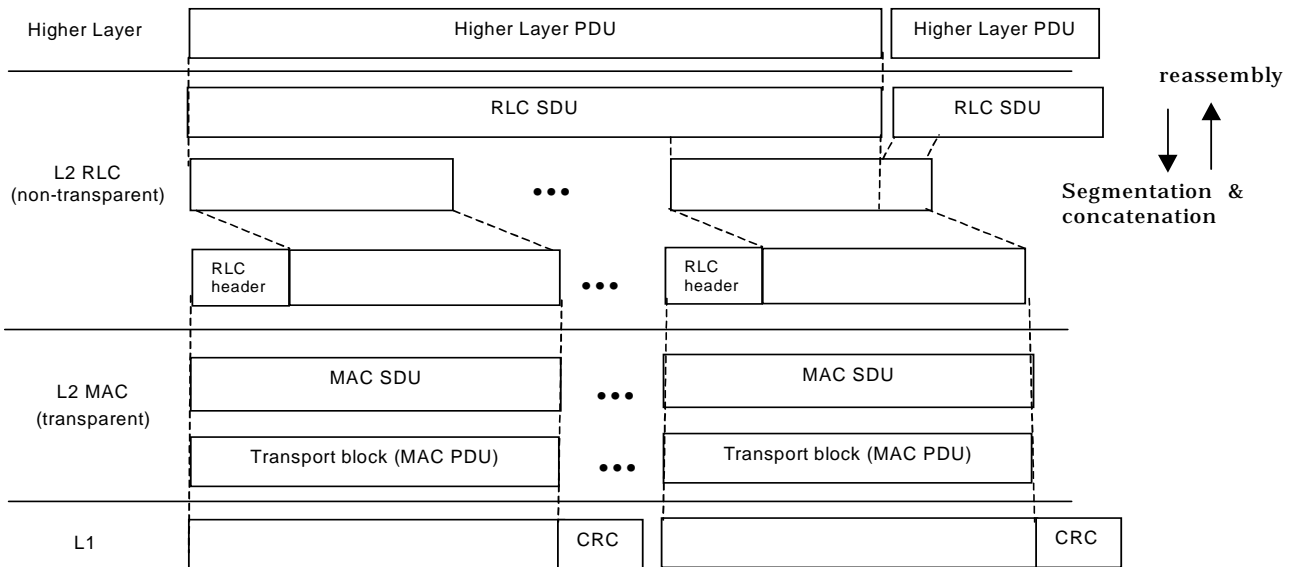 Higher Layer
Higher Layer PDU
Higher Layer PDU
reassembly
RLC SDU
RLC SDU
L2 RLC
(non-transparent)
Segmentation &
concatenation
RLC
header
RLC
header
L2 MAC
(transparent)
MAC SDU
MAC SDU
Transport block (MAC PDU)
Transport block (MAC PDU)
L1
CRC
CRC